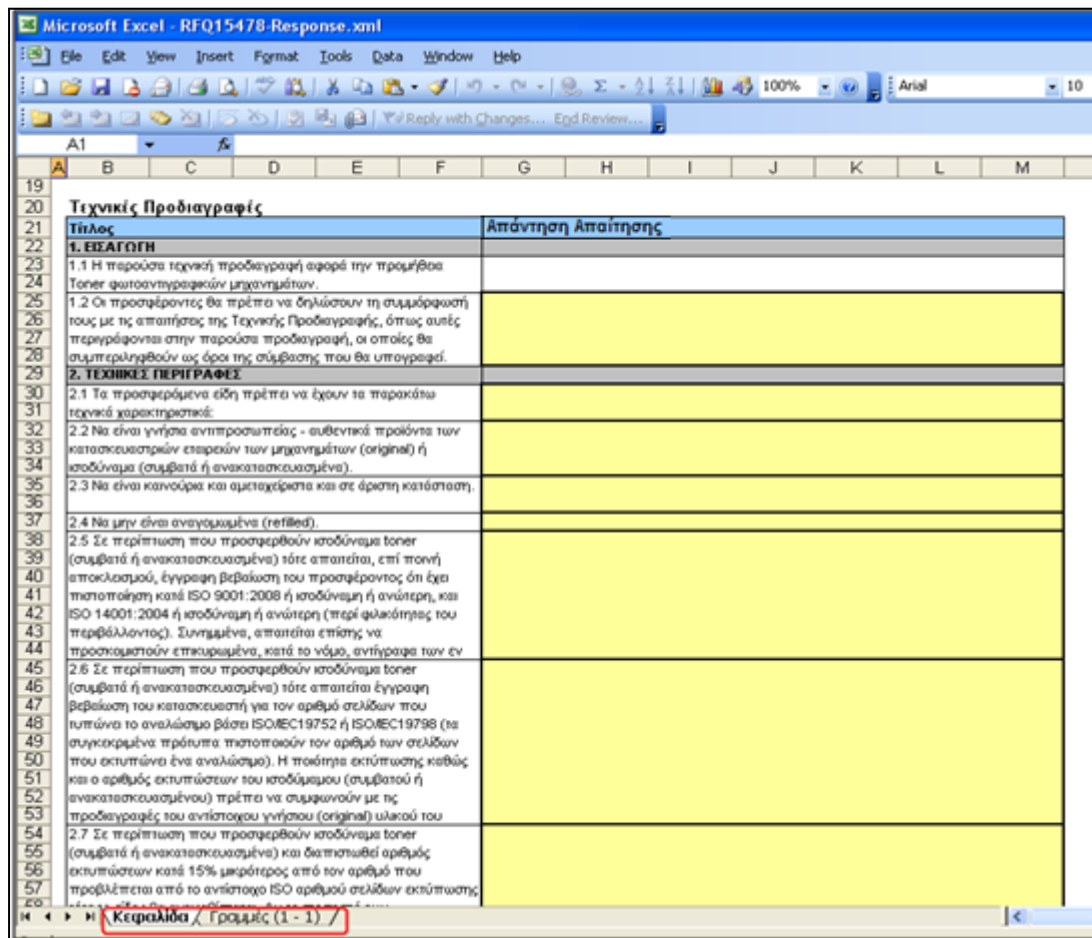 Microsoft Excel - RFQ15478-Response.xml
File Edit View Insert Format Tools Data Window Help
100% Arial 10
Reply with Changes... End Review...
A1 fx
A B C D E F G H I J K L M
19
20 Τεχνικές Προδιαγραφές
21 Τίτλος Απάντηση Απαίτησης
22 1. ΕΙΣΑΓΩΓΗ
23 1.1 Η παρούσα τεχνική προδιαγραφή αφορά την προμήθεια
24 Toner φωτοαντιγραφικών μηχανημάτων.
25 1.2 Οι προσφέροντες θα πρέπει να δηλώσουν τη συμμόρφωσή
26 τους με τις απαιτήσεις της Τεχνικής Προδιαγραφής, όπως αυτές
27 περιγράφονται στην παρούσα προδιαγραφή, οι οποίες θα
28 συμπεριληφθούν ως όροι της σύμβασης που θα υπογραφεί.
29 2. ΤΕΧΝΙΚΕΣ ΠΕΡΙΓΡΑΦΕΣ
30 2.1 Τα προσφερόμενα είδη πρέπει να έχουν τα παρακάτω
31 τεχνικά χαρακτηριστικά:
32 2.2 Να είναι γνήσια αντιπροσωπείας - αυθεντικά προϊόντα των
33 κατασκευαστριών εταιρειών των μηχανημάτων (original) ή
34 ισοδύναμα (συμβατά ή ανακατασκευασμένα).
35 2.3 Να είναι καινούρια και αμεταχείριστα και σε άριστη κατάσταση.
36
37 2.4 Να μην είναι αναγομωμένα (refilled).
38 2.5 Σε περίπτωση που προσφερθούν ισοδύναμα toner
39 (συμβατά ή ανακατασκευασμένα) τότε απαιτείται, επί ποινή
40 αποκλεισμού, έγγραφη βεβαίωση του προσφέροντος ότι έχει
41 πιστοποίηση κατά ISO 9001:2008 ή ισοδύναμη ή ανώτερη, και
42 ISO 14001:2004 ή ισοδύναμη ή ανώτερη (περί φιλικότητας του
43 περιβάλλοντος). Συνημμένα, απαιτείται επίσης να
44 προσκομιστούν επικυρωμένα, κατά το νόμο, αντίγραφα των εν
45 2.6 Σε περίπτωση που προσφερθούν ισοδύναμα toner
46 (συμβατά ή ανακατασκευασμένα) τότε απαιτείται έγγραφη
47 βεβαίωση του κατασκευαστή για τον αριθμό σελίδων που
48 τυπώνει το αναλώσιμο βάσει ISO/IEC19752 ή ISO/IEC19798 (τα
49 συγκεκριμένα πρότυπα πιστοποιούν τον αριθμό των σελίδων
50 που εκτυπώνει ένα αναλώσιμο). Η ποιότητα εκτύπωσης καθώς
51 και ο αριθμός εκτυπώσεων του ισοδύμαμου (συμβατού ή
52 ανακατασκευασμένου) πρέπει να συμφωνούν με τις
53 προδιαγραφές του αντίστοιχου γνήσιου (original) υλικού του
54 2.7 Σε περίπτωση που προσφερθούν ισοδύναμα toner
55 (συμβατά ή ανακατασκευασμένα) και διαπιστωθεί αριθμός
56 εκτυπώσεων κατά 15% μικρότερος από τον αριθμό που
57 προβλέπεται από το αντίστοιχο ISO αριθμού σελίδων εκτύπωσης
58
Κεφαλίδα Γραμμές (1 - 1)